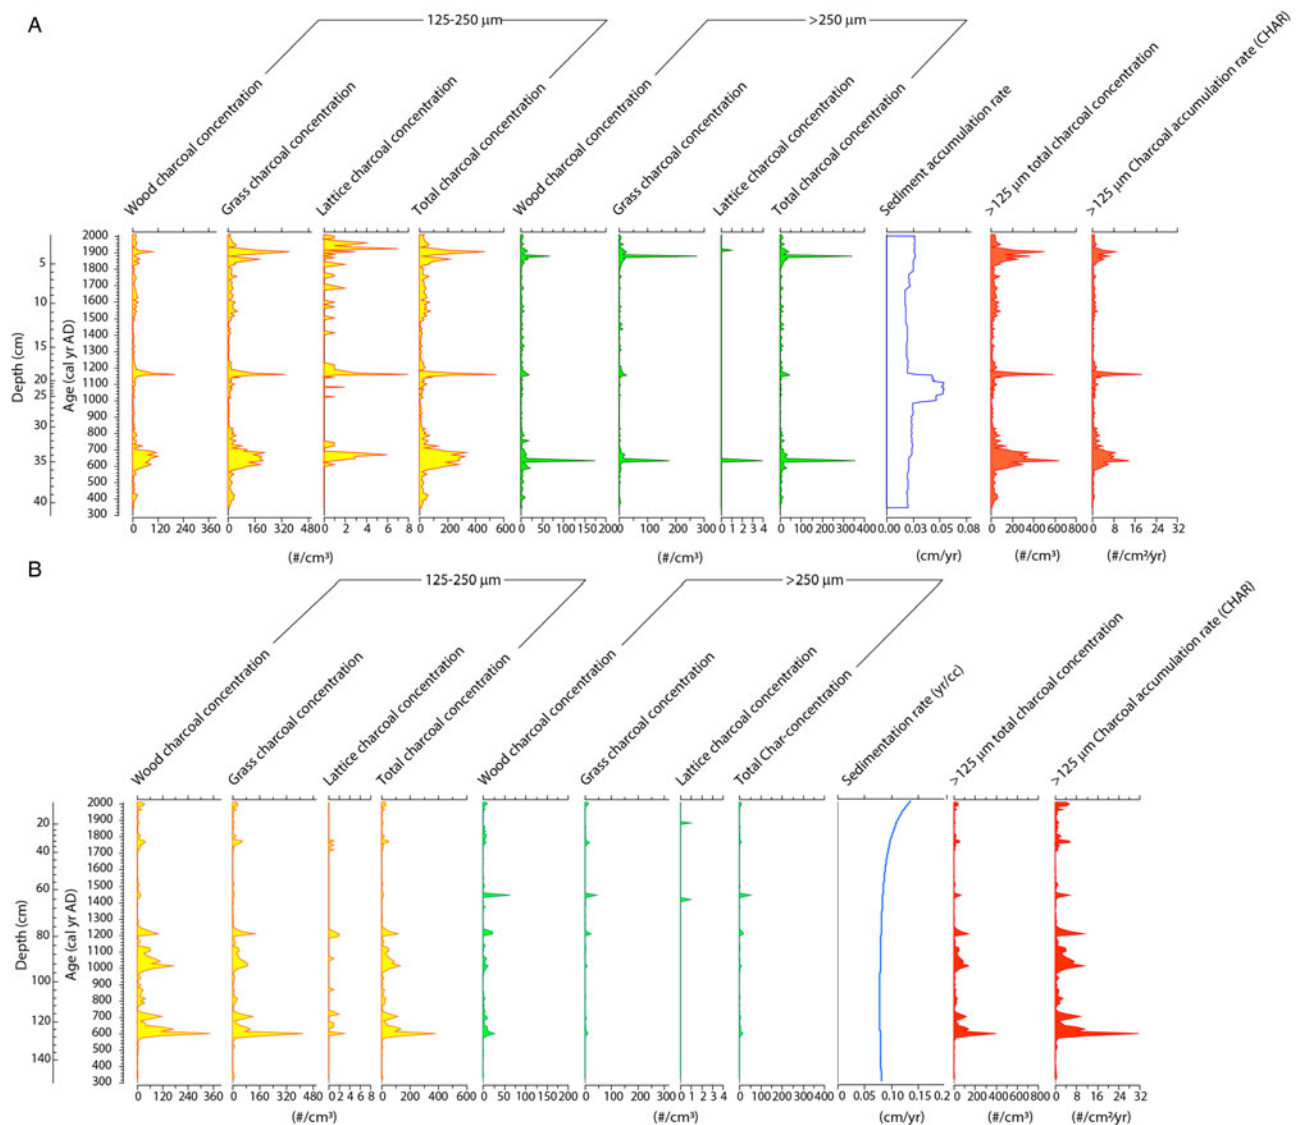 A
125-250 μm
>250 μm
Wood charcoal concentration
Grass charcoal concentration
Lattice charcoal concentration
Total charcoal concentration
Wood charcoal concentration
Grass charcoal concentration
Lattice charcoal concentration
Total charcoal concentration
Sediment accumulation rate
>125 μm total charcoal concentration
>125 μm Charcoal accumulation rate (CHAR)
Depth (cm)
5
10
15
20
25
30
35
40
Age (cal yr AD)
2000
1900
1800
1700
1600
1500
1400
1300
1200
1100
1000
900
800
700
600
500
400
300
0 120 240 360
0 160 320 480
2 4 6 8
0 200 400 600
0 50 100 150 200
0 100 200 300
0 1 2 3 4
0 100 200 300 400
0.00 0.03 0.05 0.08
0 200 400 600 800
0 8 16 24 32
(#/cm³)
(#/cm³)
(cm/yr)
(#/cm³)
(#/cm²/yr)
B
125-250 μm
>250 μm
Wood charcoal concentration
Grass charcoal concentration
Lattice charcoal concentration
Total charcoal concentration
Wood charcoal concentration
Grass charcoal concentration
Lattice charcoal concentration
Total Char-concentration
Sedimentation rate (yr/cc)
>125 μm total charcoal concentration
>125 μm Charcoal accumulation rate (CHAR)
Depth (cm)
20
40
60
80
100
120
140
Age (cal yr AD)
2000
1900
1800
1700
1600
1500
1400
1300
1200
1100
1000
900
800
700
600
500
400
300
0 120 240 360
0 160 320 480
0 2 4 6 8
0 200 400 600
0 50 100 150 200
0 100 200 300
0 1 2 3 4
0 100 200 300 400
0 0.05 0.10 0.15 0.2
0 200 400 600 800
0 8 16 24 32
(#/cm³)
(#/cm³)
(cm/yr)
(#/cm³)
(#/cm²/yr)